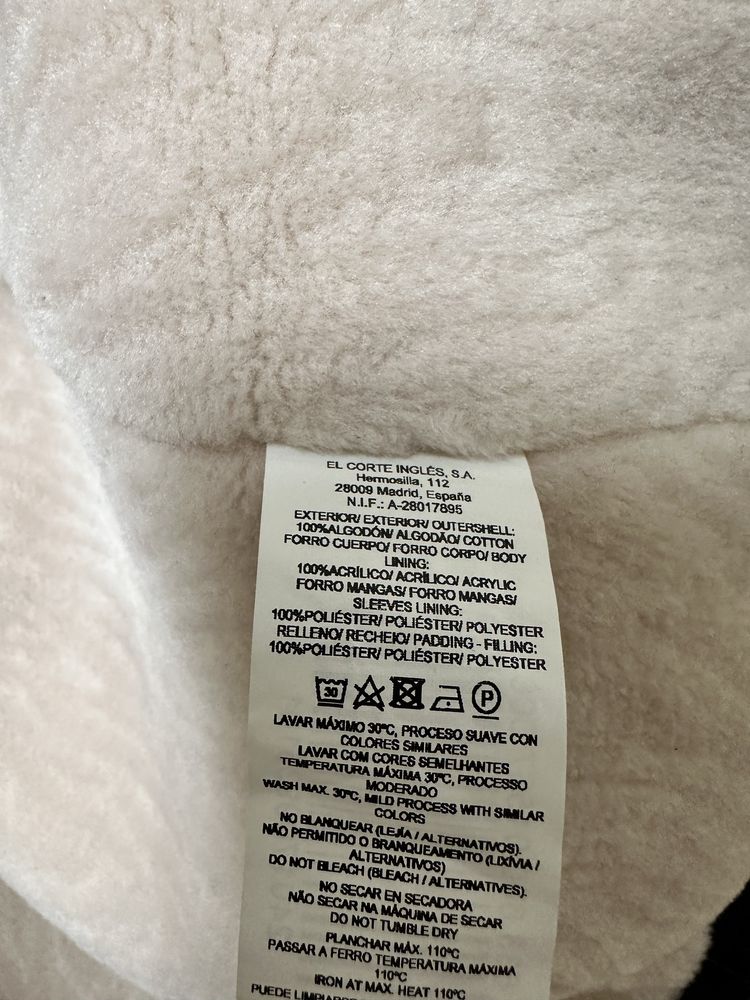 EL CORTE INGLÉS, S.A.
Hermosilla, 112
28009 Madrid, España
N.I.F.: A-28017895
EXTERIOR/ EXTERIOR/ OUTERSHELL:
100%ALGODÓN/ ALGODÃO/ COTTON
FORRO CUERPO/ FORRO CORPO/ BODY
LINING:
100%ACRÍLICO/ ACRÍLICO/ ACRYLIC
FORRO MANGAS/ FORRO MANGAS/
SLEEVES LINING:
100%POLIÉSTER/ POLIÉSTER/ POLYESTER
RELLENO/ RECHEIO/ PADDING - FILLING:
100%POLIÉSTER/ POLIÉSTER/ POLYESTER
30 P
LAVAR MÁXIMO 30ºC, PROCESO SUAVE CON
COLORES SIMILARES
LAVAR COM CORES SEMELHANTES
TEMPERATURA MÁXIMA 30ºC, PROCESSO
MODERADO
WASH MAX. 30ºC, MILD PROCESS WITH SIMILAR
COLORS
NO BLANQUEAR (LEJÍA / ALTERNATIVOS).
NÃO PERMITIDO O BRANQUEAMENTO (LIXÍVIA /
ALTERNATIVOS)
DO NOT BLEACH (BLEACH / ALTERNATIVES).
NO SECAR EN SECADORA
NÃO SECAR NA MÁQUINA DE SECAR
DO NOT TUMBLE DRY
PLANCHAR MÁX. 110ºC
PASSAR A FERRO TEMPERATURA MÁXIMA
110ºC
IRON AT MAX. HEAT 110ºC
PUEDE